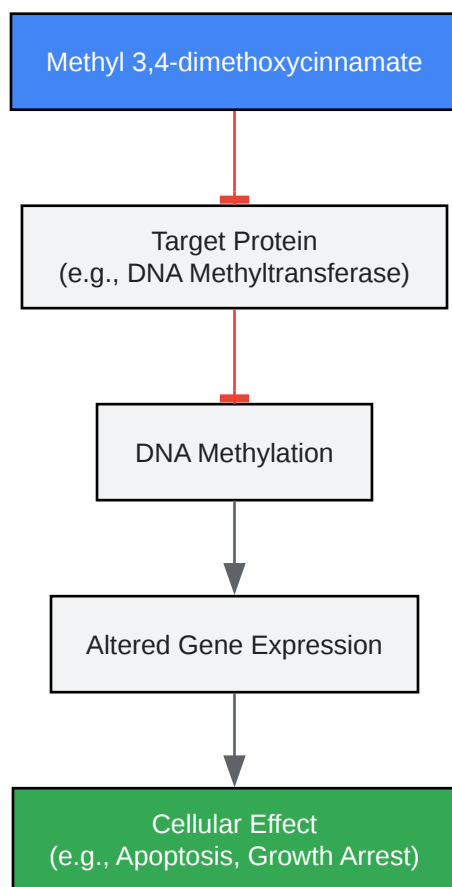 Methyl 3,4-dimethoxycinnamate
Target Protein
(e.g., DNA Methyltransferase)
DNA Methylation
Altered Gene Expression
Cellular Effect
(e.g., Apoptosis, Growth Arrest)